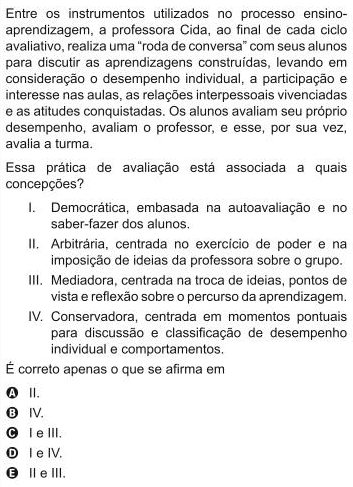 Entre os instrumentos utilizados no processo ensino-
aprendizagem, a professora Cida, ao final de cada ciclo
avaliativo, realiza uma “roda de conversa” com seus alunos
para discutir as aprendizagens construídas, levando em
consideração o desempenho individual, a participação e
interesse nas aulas, as relações interpessoais vivenciadas
e as atitudes conquistadas. Os alunos avaliam seu próprio
desempenho, avaliam o professor, e esse, por sua vez,
avalia a turma.
Essa prática de avaliação está associada a quais
concepções?
I. Democrática, embasada na autoavaliação e no
saber-fazer dos alunos.
II. Arbitrária, centrada no exercício de poder e na
imposição de ideias da professora sobre o grupo.
III. Mediadora, centrada na troca de ideias, pontos de
vista e reflexão sobre o percurso da aprendizagem.
IV. Conservadora, centrada em momentos pontuais
para discussão e classificação de desempenho
individual e comportamentos.
É correto apenas o que se afirma em
A II.
B IV.
C I e III.
D I e IV.
E II e III.